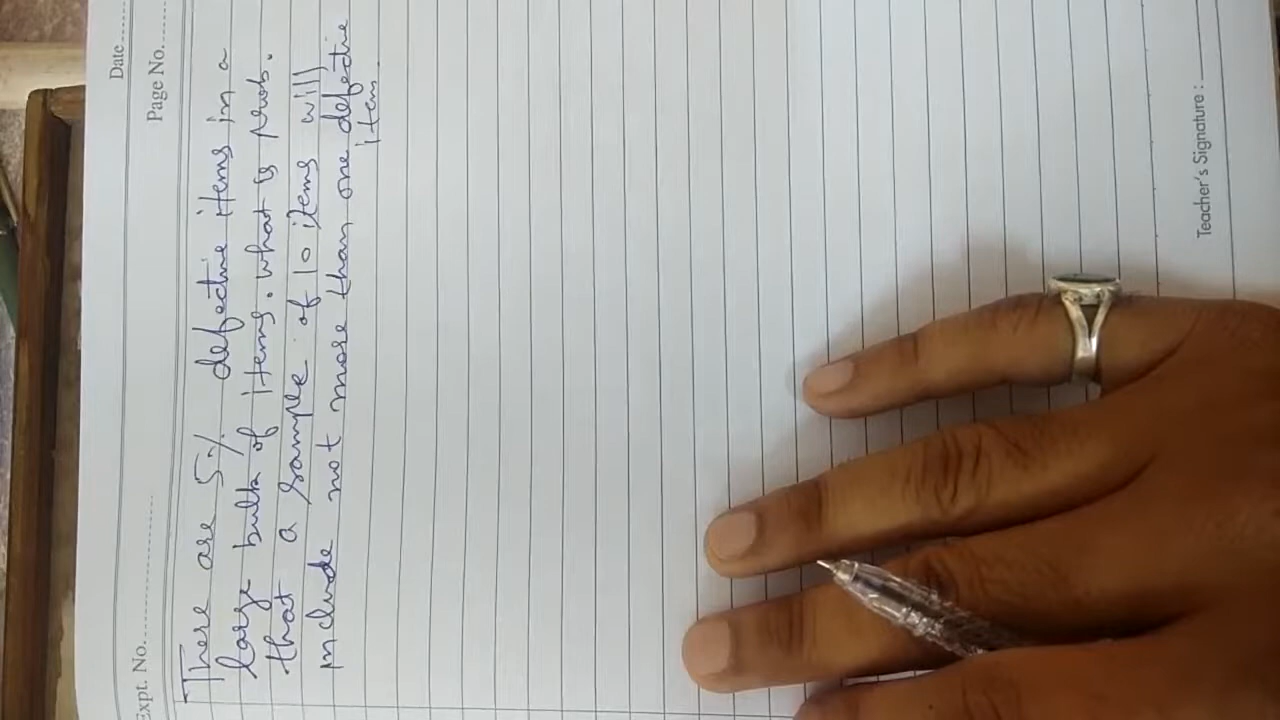 Date
Expt. No.
Page No.
There are 5% defective items in a
large bulk of items. what is prob.
that a sample of 10 items will
include not more than one defective
item
Teacher's Signature :